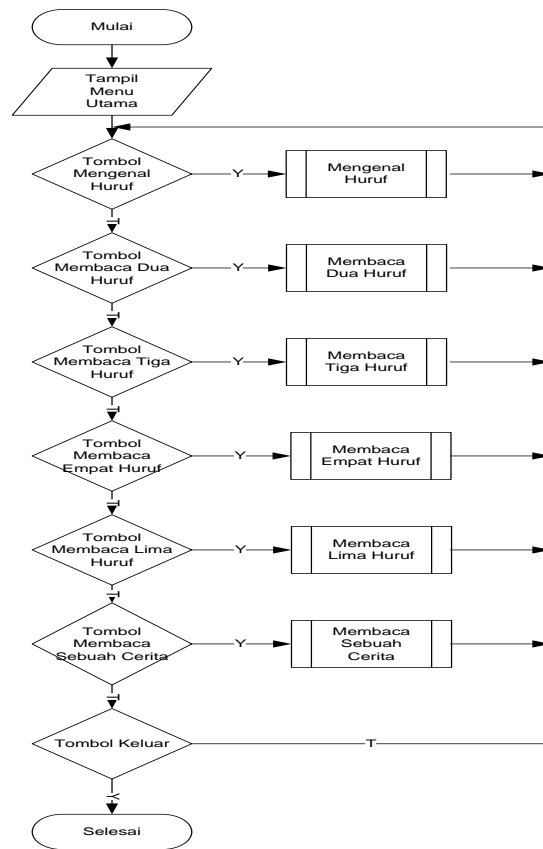 Mulai
Tampil
Menu
Utama
Tombol
Mengenal
Huruf
Y
Mengenal
Huruf
T
Tombol
Membaca Dua
Huruf
Y
Membaca
Dua Huruf
T
Tombol
Membaca Tiga
Huruf
Y
Membaca
Tiga Huruf
T
Tombol
Membaca
Empat Huruf
Y
Membaca
Empat Huruf
T
Tombol
Membaca Lima
Huruf
Y
Membaca
Lima Huruf
T
Tombol
Membaca
Sebuah Cerita
Y
Membaca
Sebuah
Cerita
T
Tombol Keluar
T
Y
Selesai